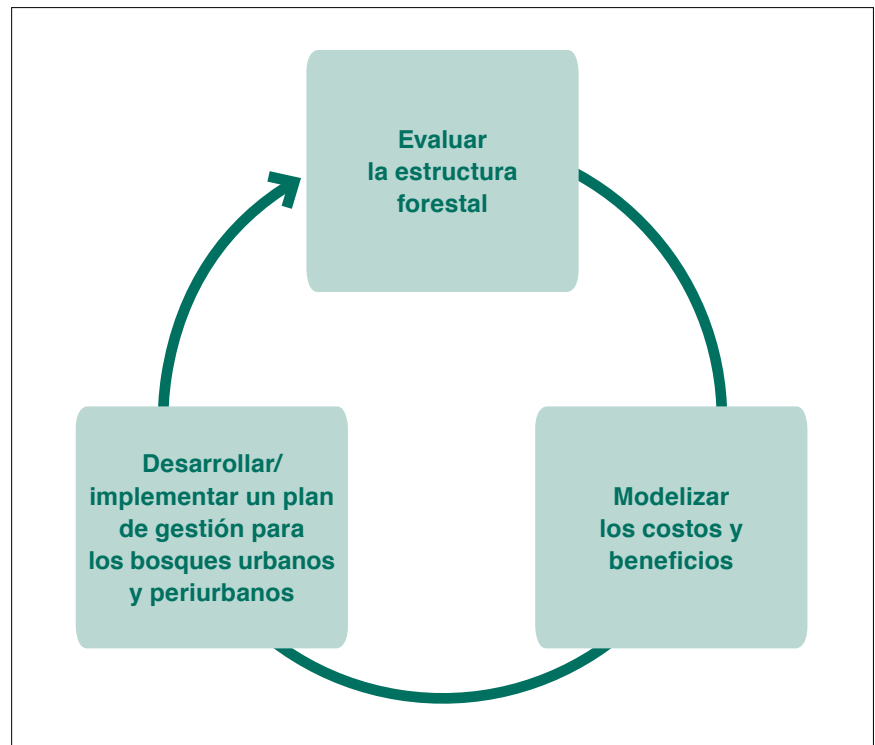 Evaluar
la estructura
forestal
Modelizar
los costos y
beneficios
Desarrollar/
implementar un plan
de gestión para
los bosques urbanos
y periurbanos